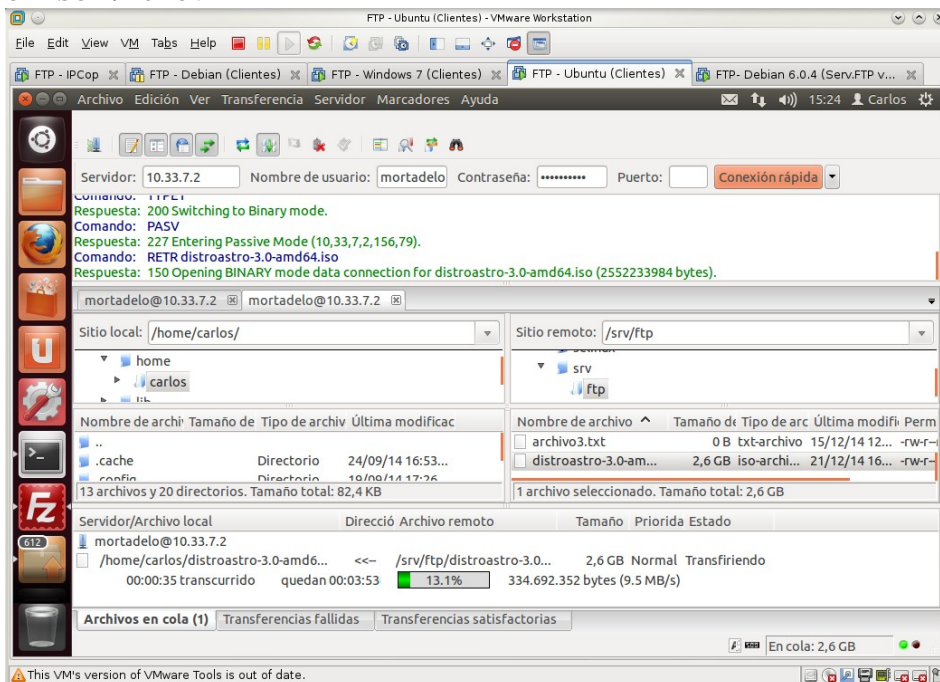 FTP - Ubuntu (Clientes) - VMware Workstation
File Edit View VM Tabs Help
FTP - IPCop
FTP - Debian (Clientes)
FTP - Windows 7 (Clientes)
FTP - Ubuntu (Clientes)
FTP- Debian 6.0.4 (Serv.FTP v...
Archivo Edición Ver Transferencia Servidor Marcadores Ayuda
15:24 Carlos
Servidor: 10.33.7.2 Nombre de usuario: mortadelo Contraseña: •••••••••• Puerto: Conexión rápida
Respuesta: 200 Switching to Binary mode.
Comando: PASV
Respuesta: 227 Entering Passive Mode (10,33,7,2,156,79).
Comando: RETR distroastro-3.0-amd64.iso
Respuesta: 150 Opening BINARY mode data connection for distroastro-3.0-amd64.iso (2552233984 bytes).
mortadelo@10.33.7.2 mortadelo@10.33.7.2
Sitio local: /home/carlos/
Sitio remoto: /srv/ftp
home
carlos
lib
srv
ftp
Nombre de archi Tamaño de Tipo de archiv Última modificac
..
.cache Directorio 24/09/14 16:53...
.config Directorio 19/09/14 17:26
13 archivos y 20 directorios. Tamaño total: 82,4 KB
Nombre de archivo Tamaño de Tipo de arc Última modifi Perm
archivo3.txt 0 B txt-archivo 15/12/14 12... -rw-r--
distroastro-3.0-am... 2,6 GB iso-archi... 21/12/14 16... -rw-r--
1 archivo seleccionado. Tamaño total: 2,6 GB
Servidor/Archivo local Direcció Archivo remoto Tamaño Priorida Estado
mortadelo@10.33.7.2
/home/carlos/distroastro-3.0-amd6... <<-- /srv/ftp/distroastro-3.0... 2,6 GB Normal Transfiriendo
00:00:35 transcurrido quedan 00:03:53 13.1% 334.692.352 bytes (9.5 MB/s)
612
Archivos en cola (1) Transferencias fallidas Transferencias satisfactorias
En cola: 2,6 GB
This VM's version of VMware Tools is out of date.